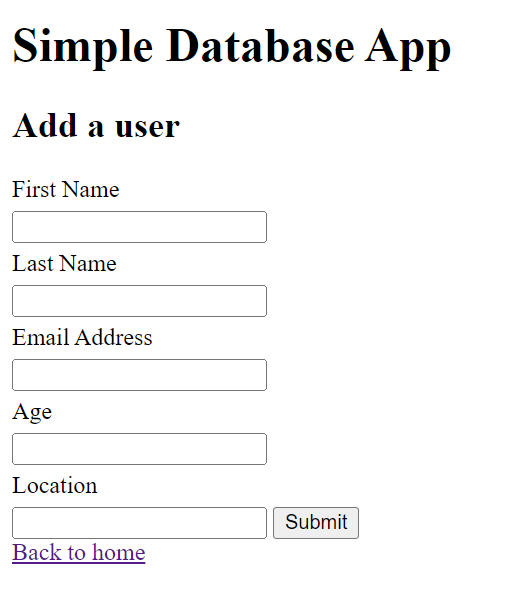 Simple Database App
Add a user
First Name
Last Name
Email Address
Age
Location
Submit
Back to home